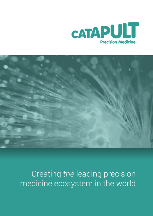 CATAPULT
Precision Medicine
Creating the leading precision
medicine ecosystem in the world